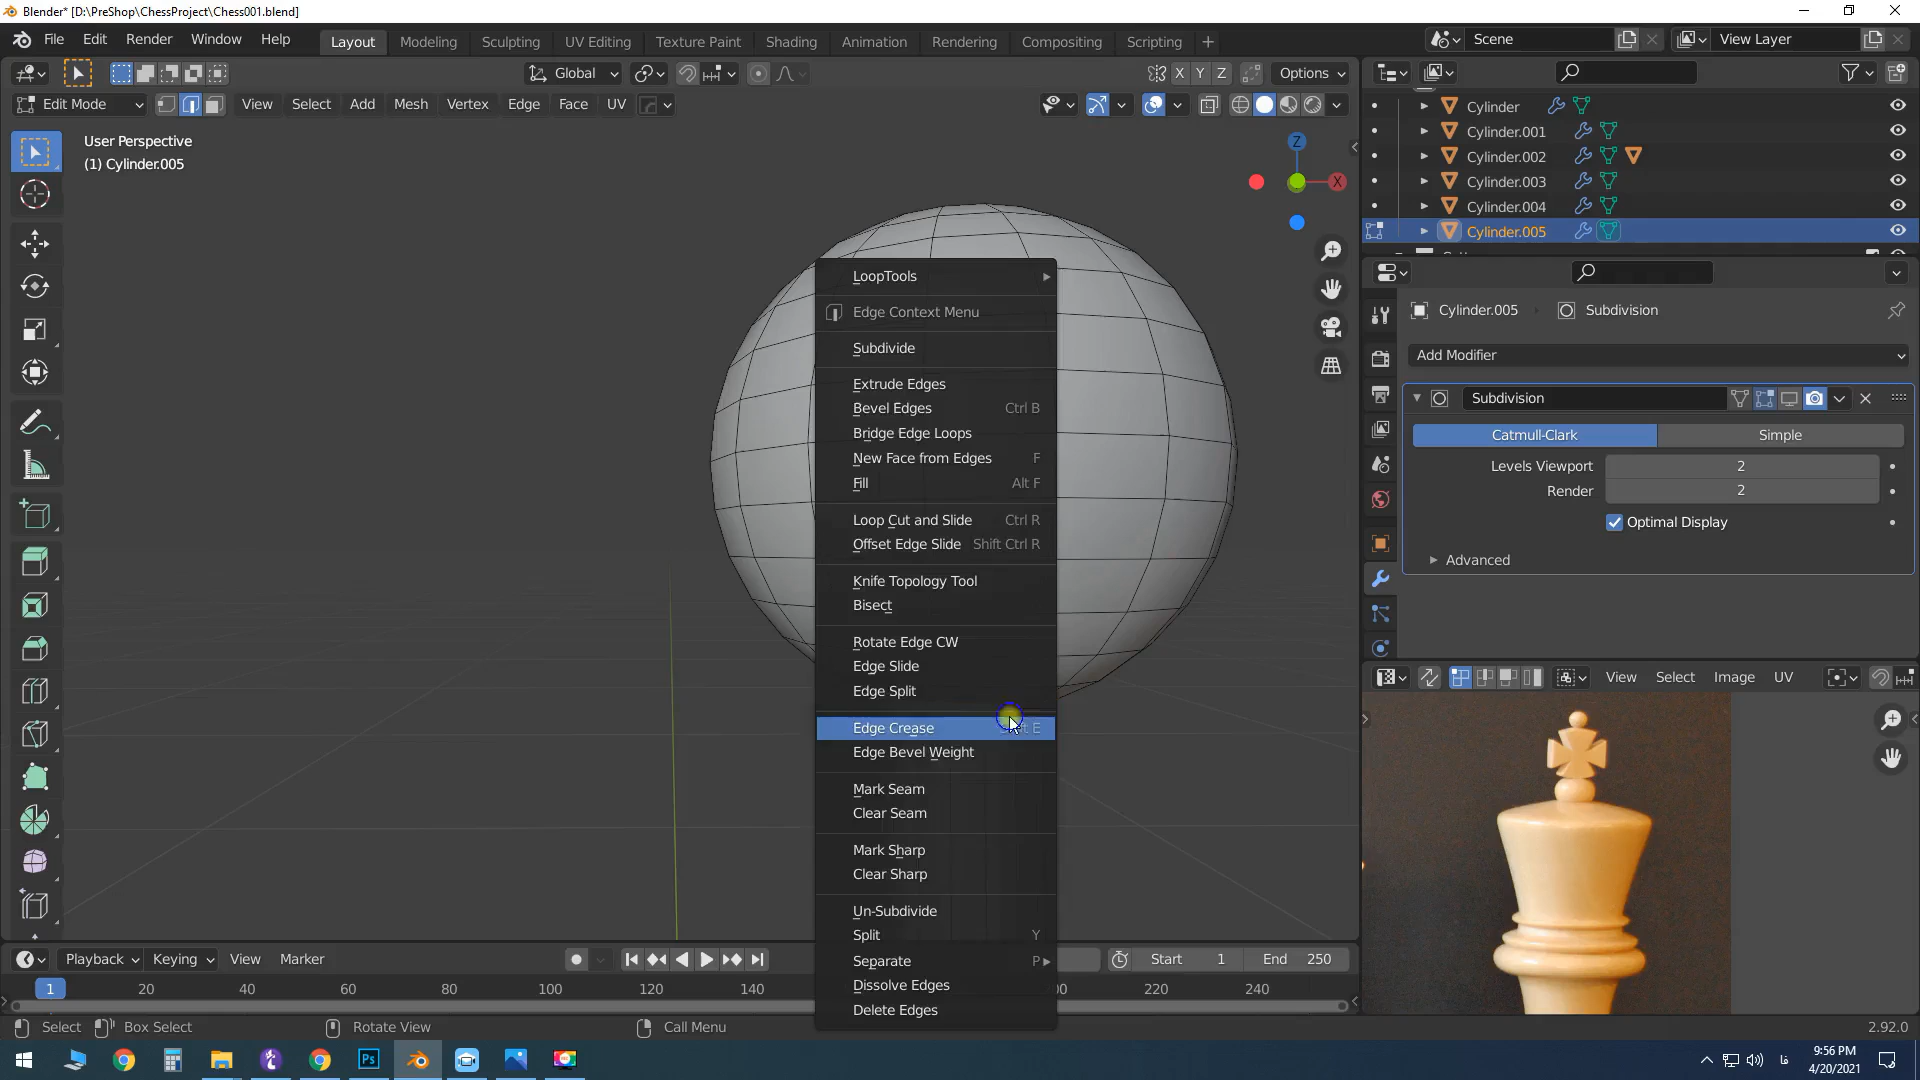 Blender* [D:\PreShop\ChessProject\Chess001.blend]
File Edit Render Window Help Layout Modeling Sculpting UV Editing Texture Paint Shading Animation Rendering Compositing Scripting + Scene View Layer
Global X Y Z Options
Edit Mode View Select Add Mesh Vertex Edge Face UV
User Perspective
(1) Cylinder.005
Z
X
Cylinder
Cylinder.001
Cylinder.002
Cylinder.003
Cylinder.004
Cylinder.005
Cylinder.005 Subdivision
Add Modifier
Subdivision
Catmull-Clark Simple
Levels Viewport 2
Render 2
Optimal Display
Advanced
LoopTools
Edge Context Menu
Subdivide
Extrude Edges
Bevel Edges Ctrl B
Bridge Edge Loops
New Face from Edges F
Fill Alt F
Loop Cut and Slide Ctrl R
Offset Edge Slide Shift Ctrl R
Knife Topology Tool
Bisect
Rotate Edge CW
Edge Slide
Edge Split
Edge Crease
Edge Bevel Weight
Mark Seam
Clear Seam
Mark Sharp
Clear Sharp
Un-Subdivide
Split Y
Separate P
Dissolve Edges
Delete Edges
View Select Image UV
Playback Keying View Marker Start 1 End 250
1 20 40 60 80 100 120 140 220 240
Select Box Select Rotate View Call Menu 2.92.0
Ps فا 9:56 PM
4/20/2021